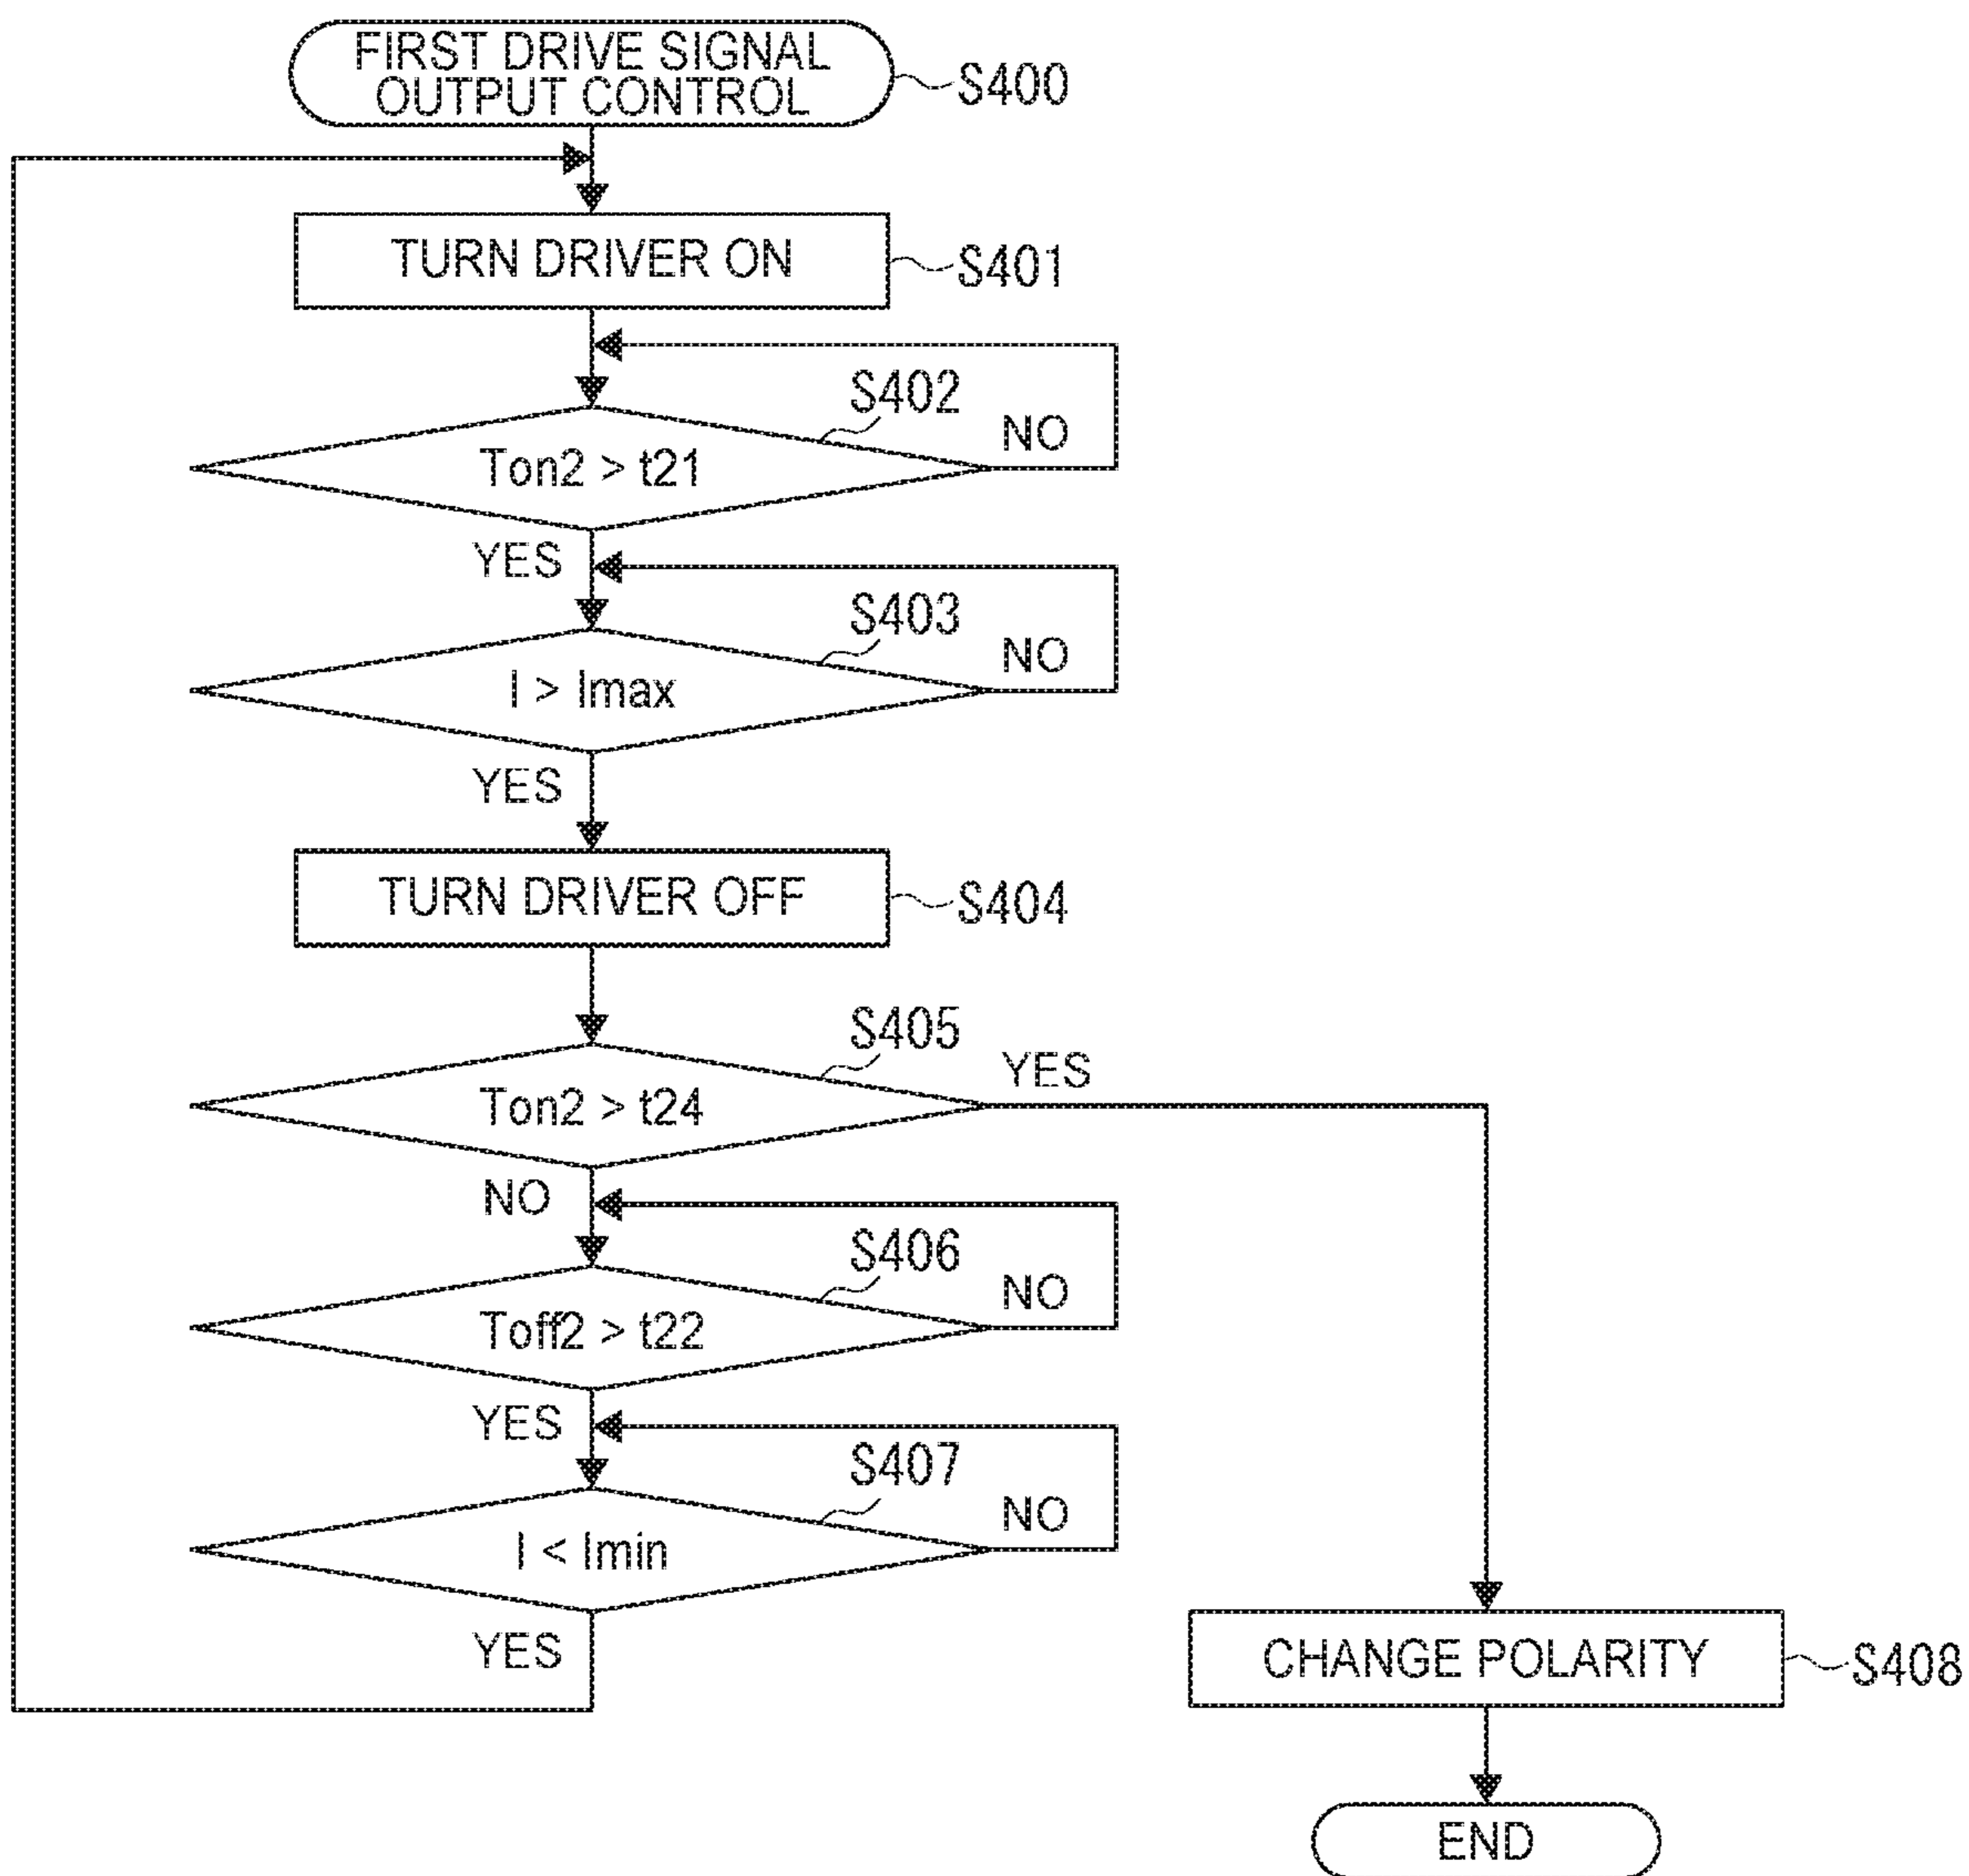 FIRST DRIVE SIGNAL
OUTPUT CONTROL
S400
TURN DRIVER ON
S401
S402
Ton2 > t21
NO
YES
S403
I > Imax
NO
YES
TURN DRIVER OFF
S404
S405
Ton2 > t24
YES
NO
S406
Toff2 > t22
NO
YES
S407
I < Imin
NO
YES
CHANGE POLARITY
S408
END